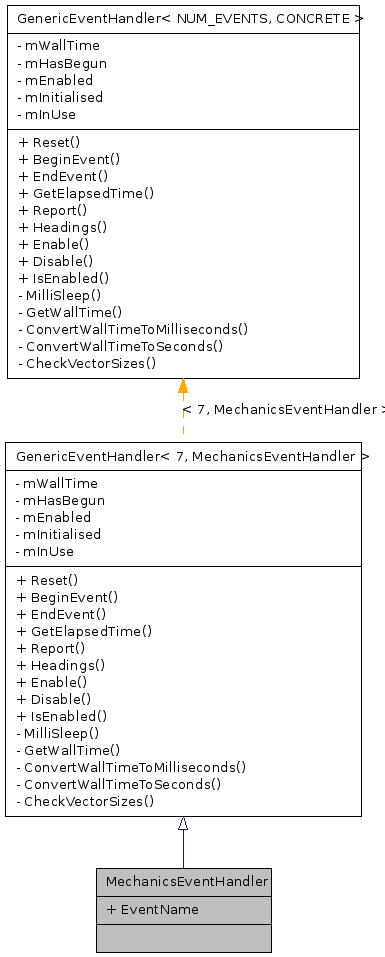 GenericEventHandler< NUM_EVENTS, CONCRETE >
- mWallTime
- mHasBegun
- mEnabled
- mInitialised
- mInUse
+ Reset()
+ BeginEvent()
+ EndEvent()
+ GetElapsedTime()
+ Report()
+ Headings()
+ Enable()
+ Disable()
+ IsEnabled()
- MilliSleep()
- GetWallTime()
- ConvertWallTimeToMilliseconds()
- ConvertWallTimeToSeconds()
- CheckVectorSizes()
< 7, MechanicsEventHandler >
GenericEventHandler< 7, MechanicsEventHandler >
- mWallTime
- mHasBegun
- mEnabled
- mInitialised
- mInUse
+ Reset()
+ BeginEvent()
+ EndEvent()
+ GetElapsedTime()
+ Report()
+ Headings()
+ Enable()
+ Disable()
+ IsEnabled()
- MilliSleep()
- GetWallTime()
- ConvertWallTimeToMilliseconds()
- ConvertWallTimeToSeconds()
- CheckVectorSizes()
MechanicsEventHandler
+ EventName